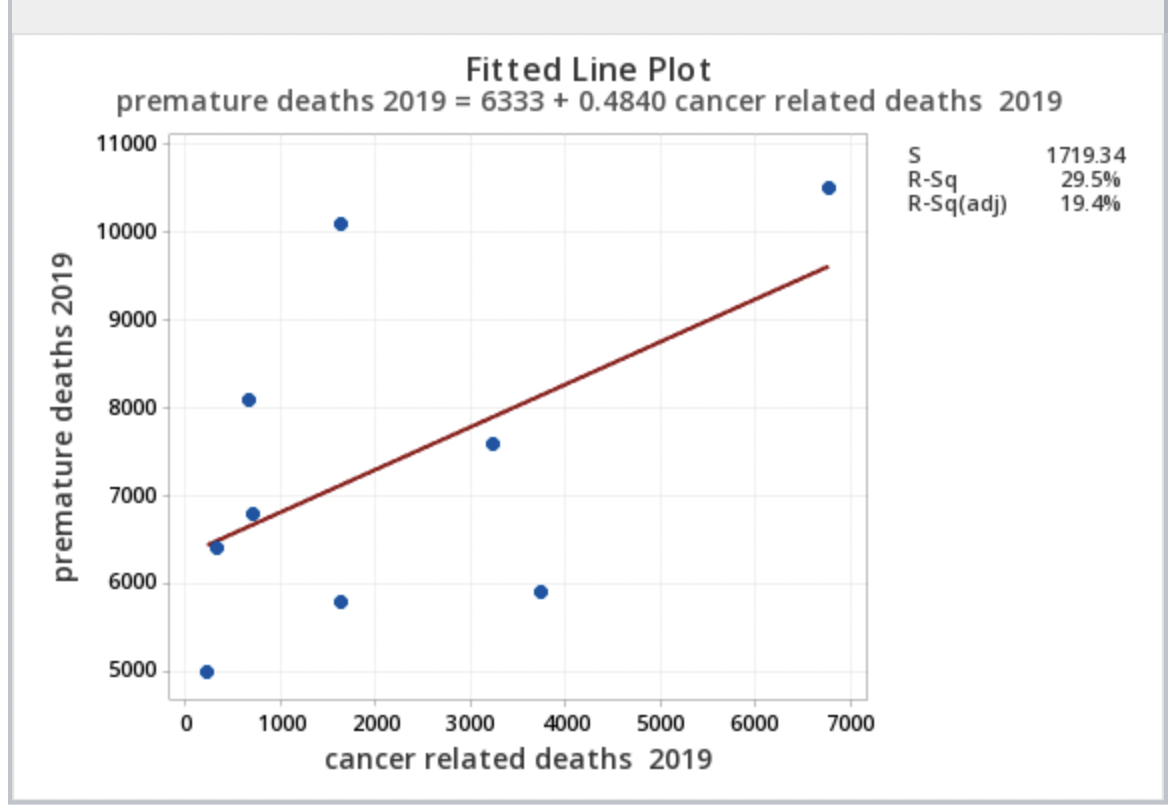 Fitted Line Plot
premature deaths 2019 = 6333 + 0.4840 cancer related deaths  2019
S 1719.34
R-Sq 29.5%
R-Sq(adj) 19.4%
premature deaths 2019
11000
10000
9000
8000
7000
6000
5000
0 1000 2000 3000 4000 5000 6000 7000
cancer related deaths  2019